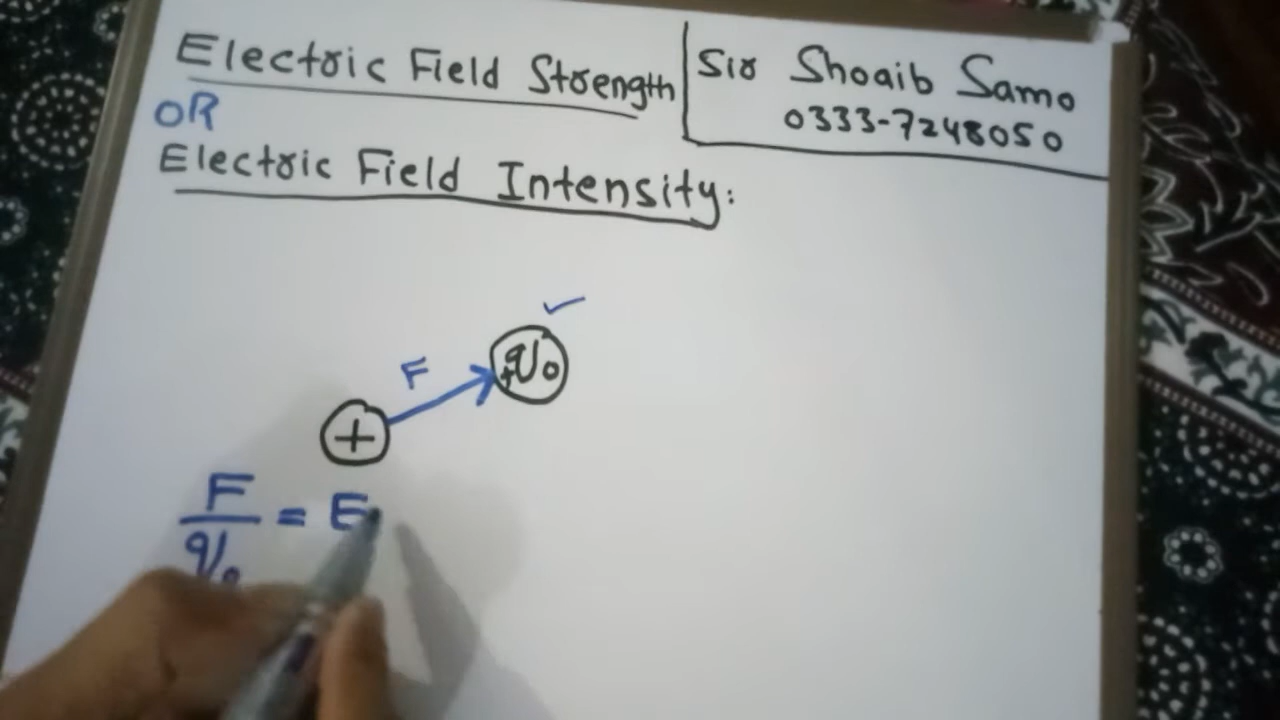 Electric Field Strength
Sir Shoaib Samo
0333-7248050
OR
Electric Field Intensity:
F
+q₀
+
F/q₀ = E